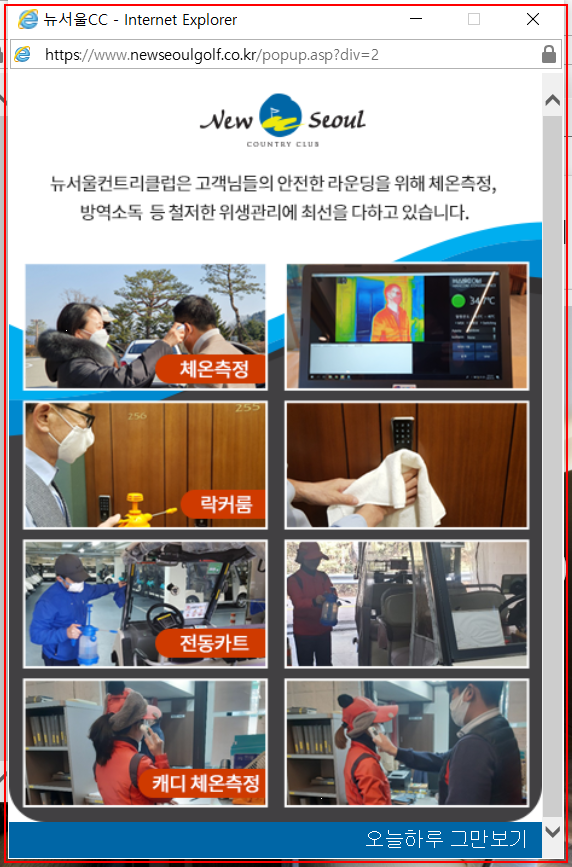 뉴서울CC - Internet Explorer
https://www.newseoulgolf.co.kr/popup.asp?div=2
New Seoul
COUNTRY CLUB
뉴서울컨트리클럽은 고객님들의 안전한 라운딩을 위해 체온측정,
방역소독 등 철저한 위생관리에 최선을 다하고 있습니다.
체온측정
34.7℃
256
255
락커룸
전동카트
캐디 체온측정
오늘하루 그만보기